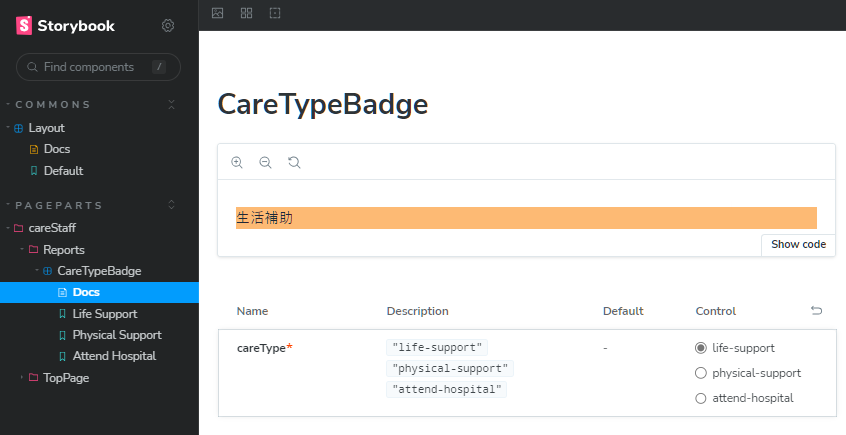 Storybook
Find components /
COMMONS
Layout
Docs
Default
PAGEPARTS
careStaff
Reports
CareTypeBadge
Docs
Life Support
Physical Support
Attend Hospital
TopPage
CareTypeBadge
生活補助
Show code
Name Description Default Control
careType* "life-support" - life-support
"physical-support" physical-support
"attend-hospital" attend-hospital